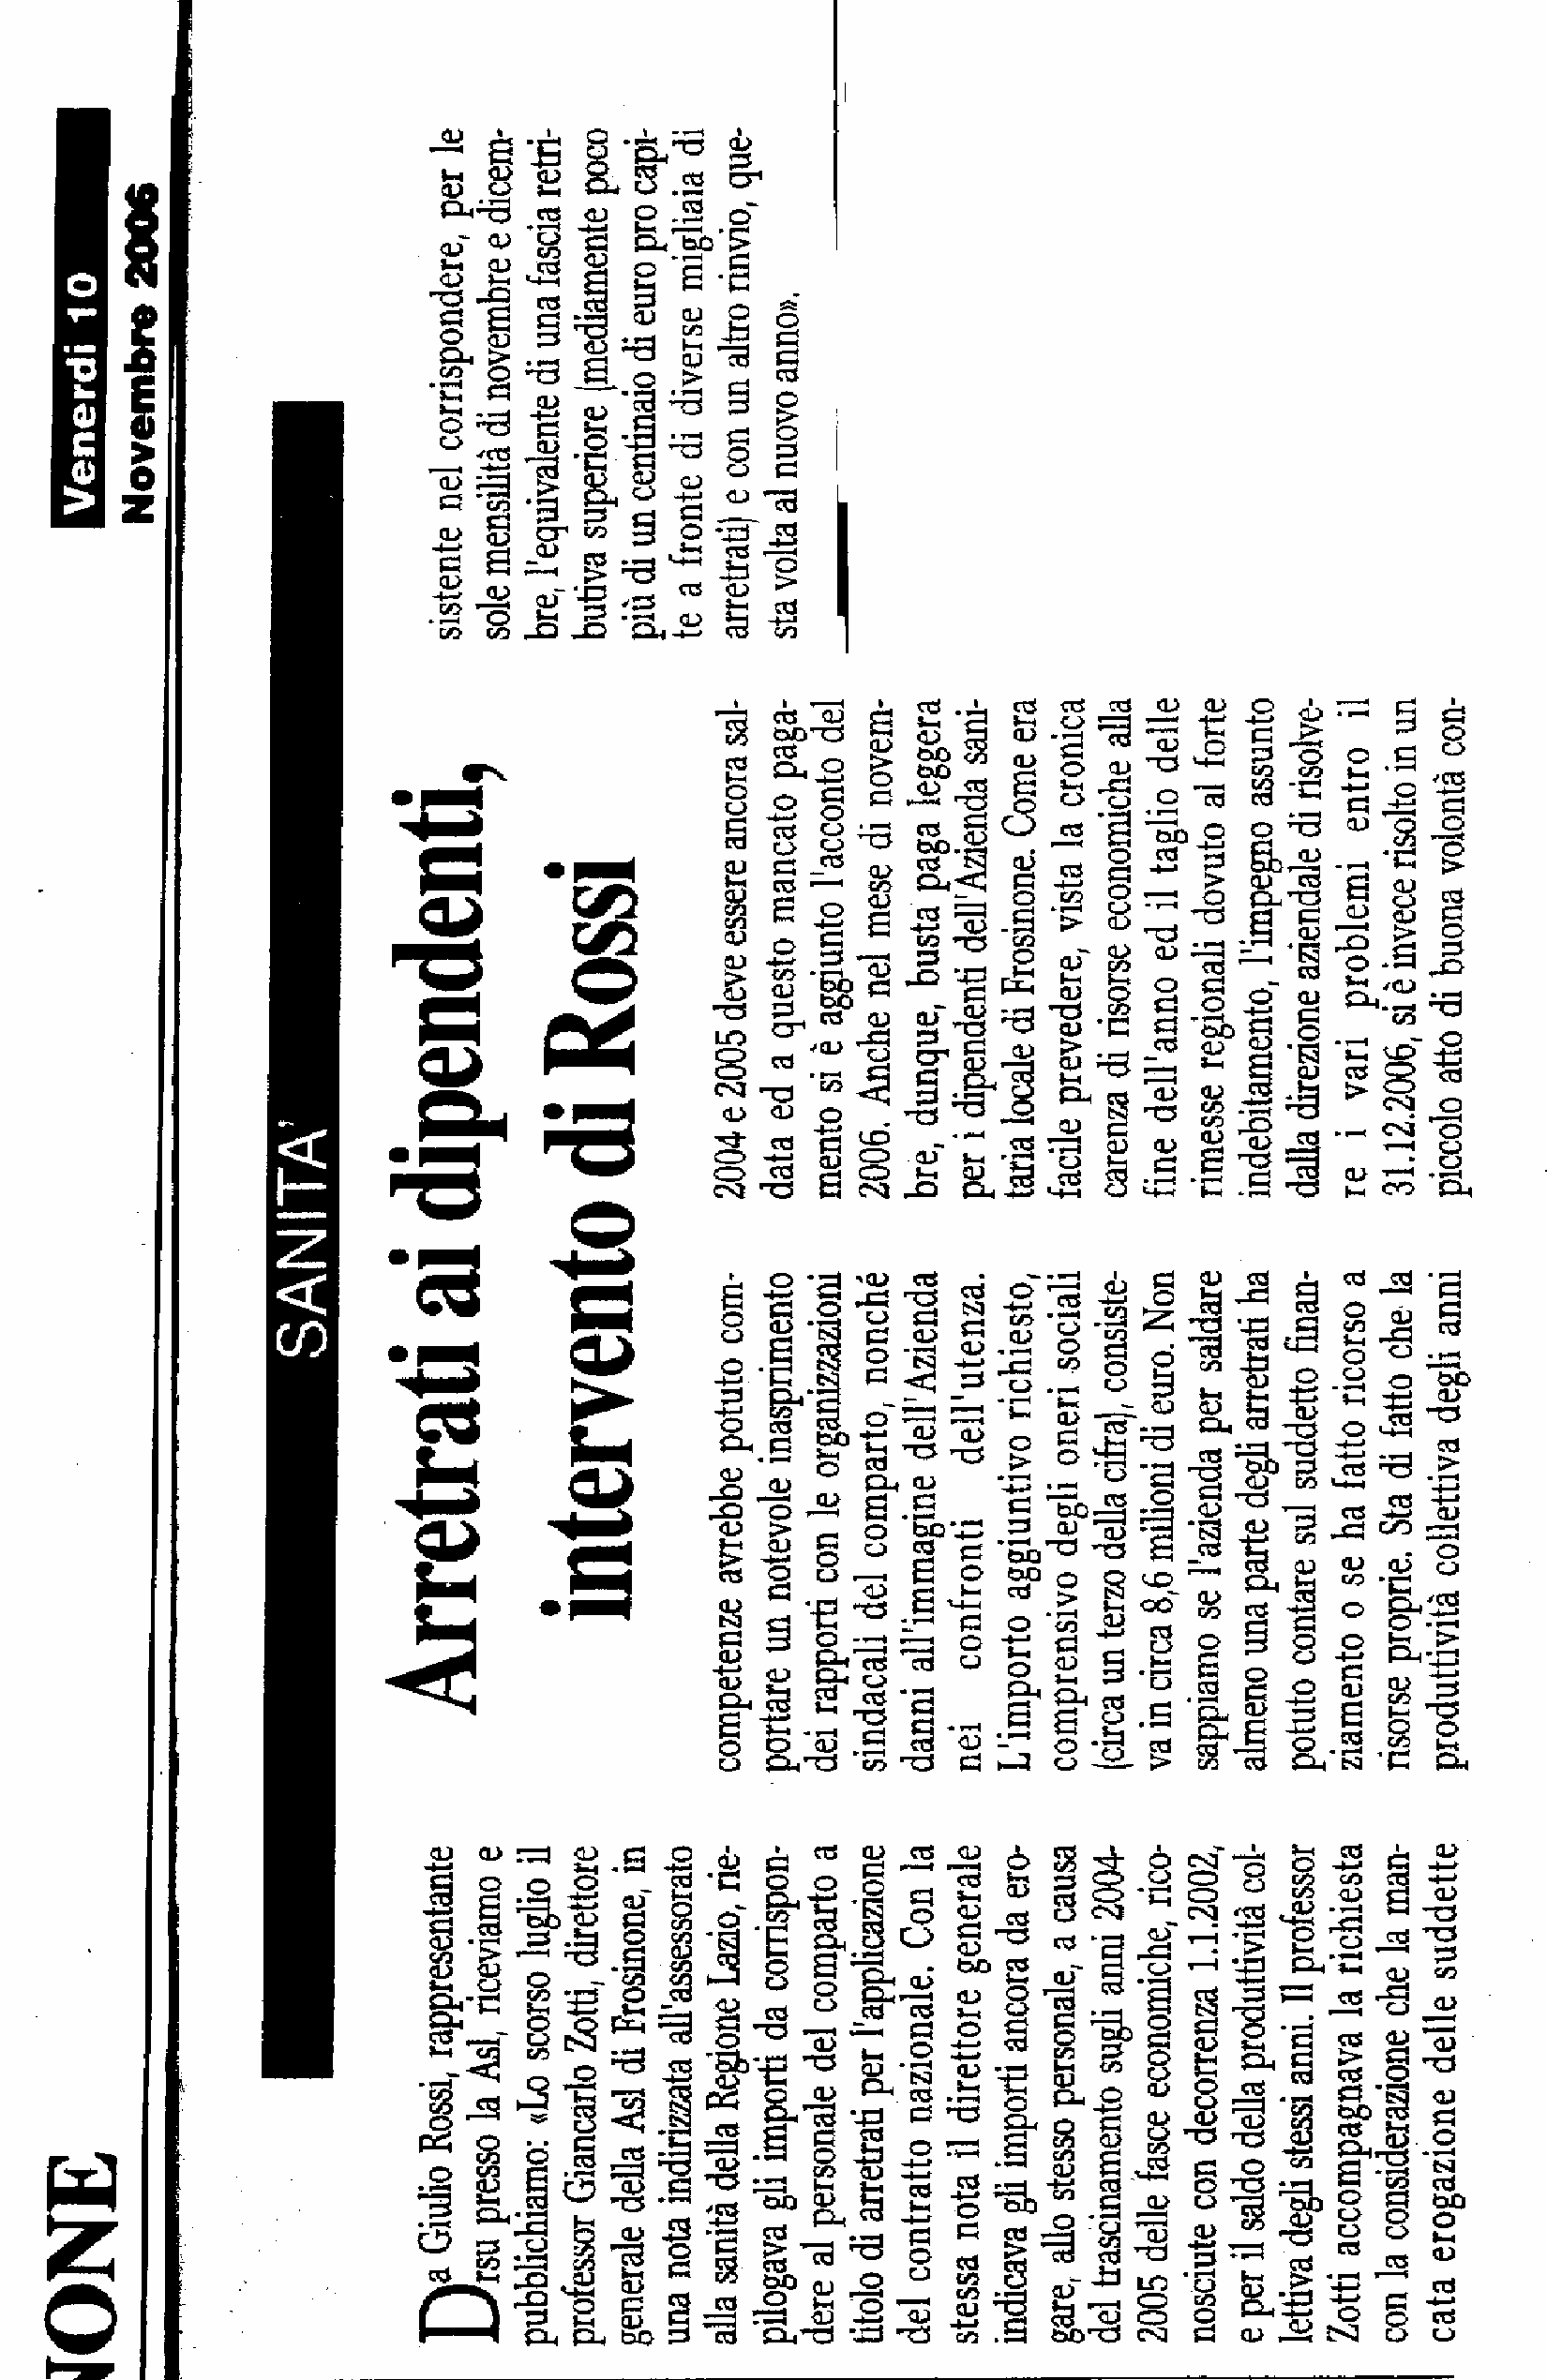 NONE
Venerdì 10
Novembre 2006
SANITA'
Arretrati ai dipendenti,
intervento di Rossi
Da Giulio Rossi, rappresentante
rsu presso la Asl, riceviamo e
pubblichiamo: «Lo scorso luglio il
professor Giancarlo Zotti, direttore
generale della Asl di Frosinone, in
una nota indirizzata all'assessorato
alla sanità della Regione Lazio, rie-
pilogava gli importi da corrispon-
dere al personale del comparto a
titolo di arretrati per l'applicazione
del contratto nazionale. Con la
stessa nota il direttore generale
indicava gli importi ancora da ero-
gare, allo stesso personale, a causa
del trascinamento sugli anni 2004-
2005 delle fasce economiche, rico-
nosciute con decorrenza 1.1.2002,
e per il saldo della produttività col-
lettiva degli stessi anni. Il professor
Zotti accompagnava la richiesta
con la considerazione che la man-
cata erogazione delle suddette
competenze avrebbe potuto com-
portare un notevole inasprimento
dei rapporti con le organizzazioni
sindacali del comparto, nonché
danni all'immagine dell'Azienda
nei confronti dell'utenza.
L'importo aggiuntivo richiesto,
comprensivo degli oneri sociali
(circa un terzo della cifra), consiste-
va in circa 8,6 milioni di euro. Non
sappiamo se l'azienda per saldare
almeno una parte degli arretrati ha
potuto contare sul suddetto finan-
ziamento o se ha fatto ricorso a
risorse proprie. Sta di fatto che la
produttività collettiva degli anni
2004 e 2005 deve essere ancora sal-
data ed a questo mancato paga-
mento si è aggiunto l'acconto del
2006. Anche nel mese di novem-
bre, dunque, busta paga leggera
per i dipendenti dell'Azienda sani-
taria locale di Frosinone. Come era
facile prevedere, vista la cronica
carenza di risorse economiche alla
fine dell'anno ed il taglio delle
rimesse regionali dovuto al forte
indebitamento, l'impegno assunto
dalla direzione aziendale di risolve-
re i vari problemi entro il
31.12.2006, si è invece risolto in un
piccolo atto di buona volontà con-
sistente nel corrispondere, per le
sole mensilità di novembre e dicem-
bre, l'equivalente di una fascia retri-
butiva superiore (mediamente poco
più di un centinaio di euro pro capi-
te a fronte di diverse migliaia di
arretrati) e con un altro rinvio, que-
sta volta al nuovo anno».